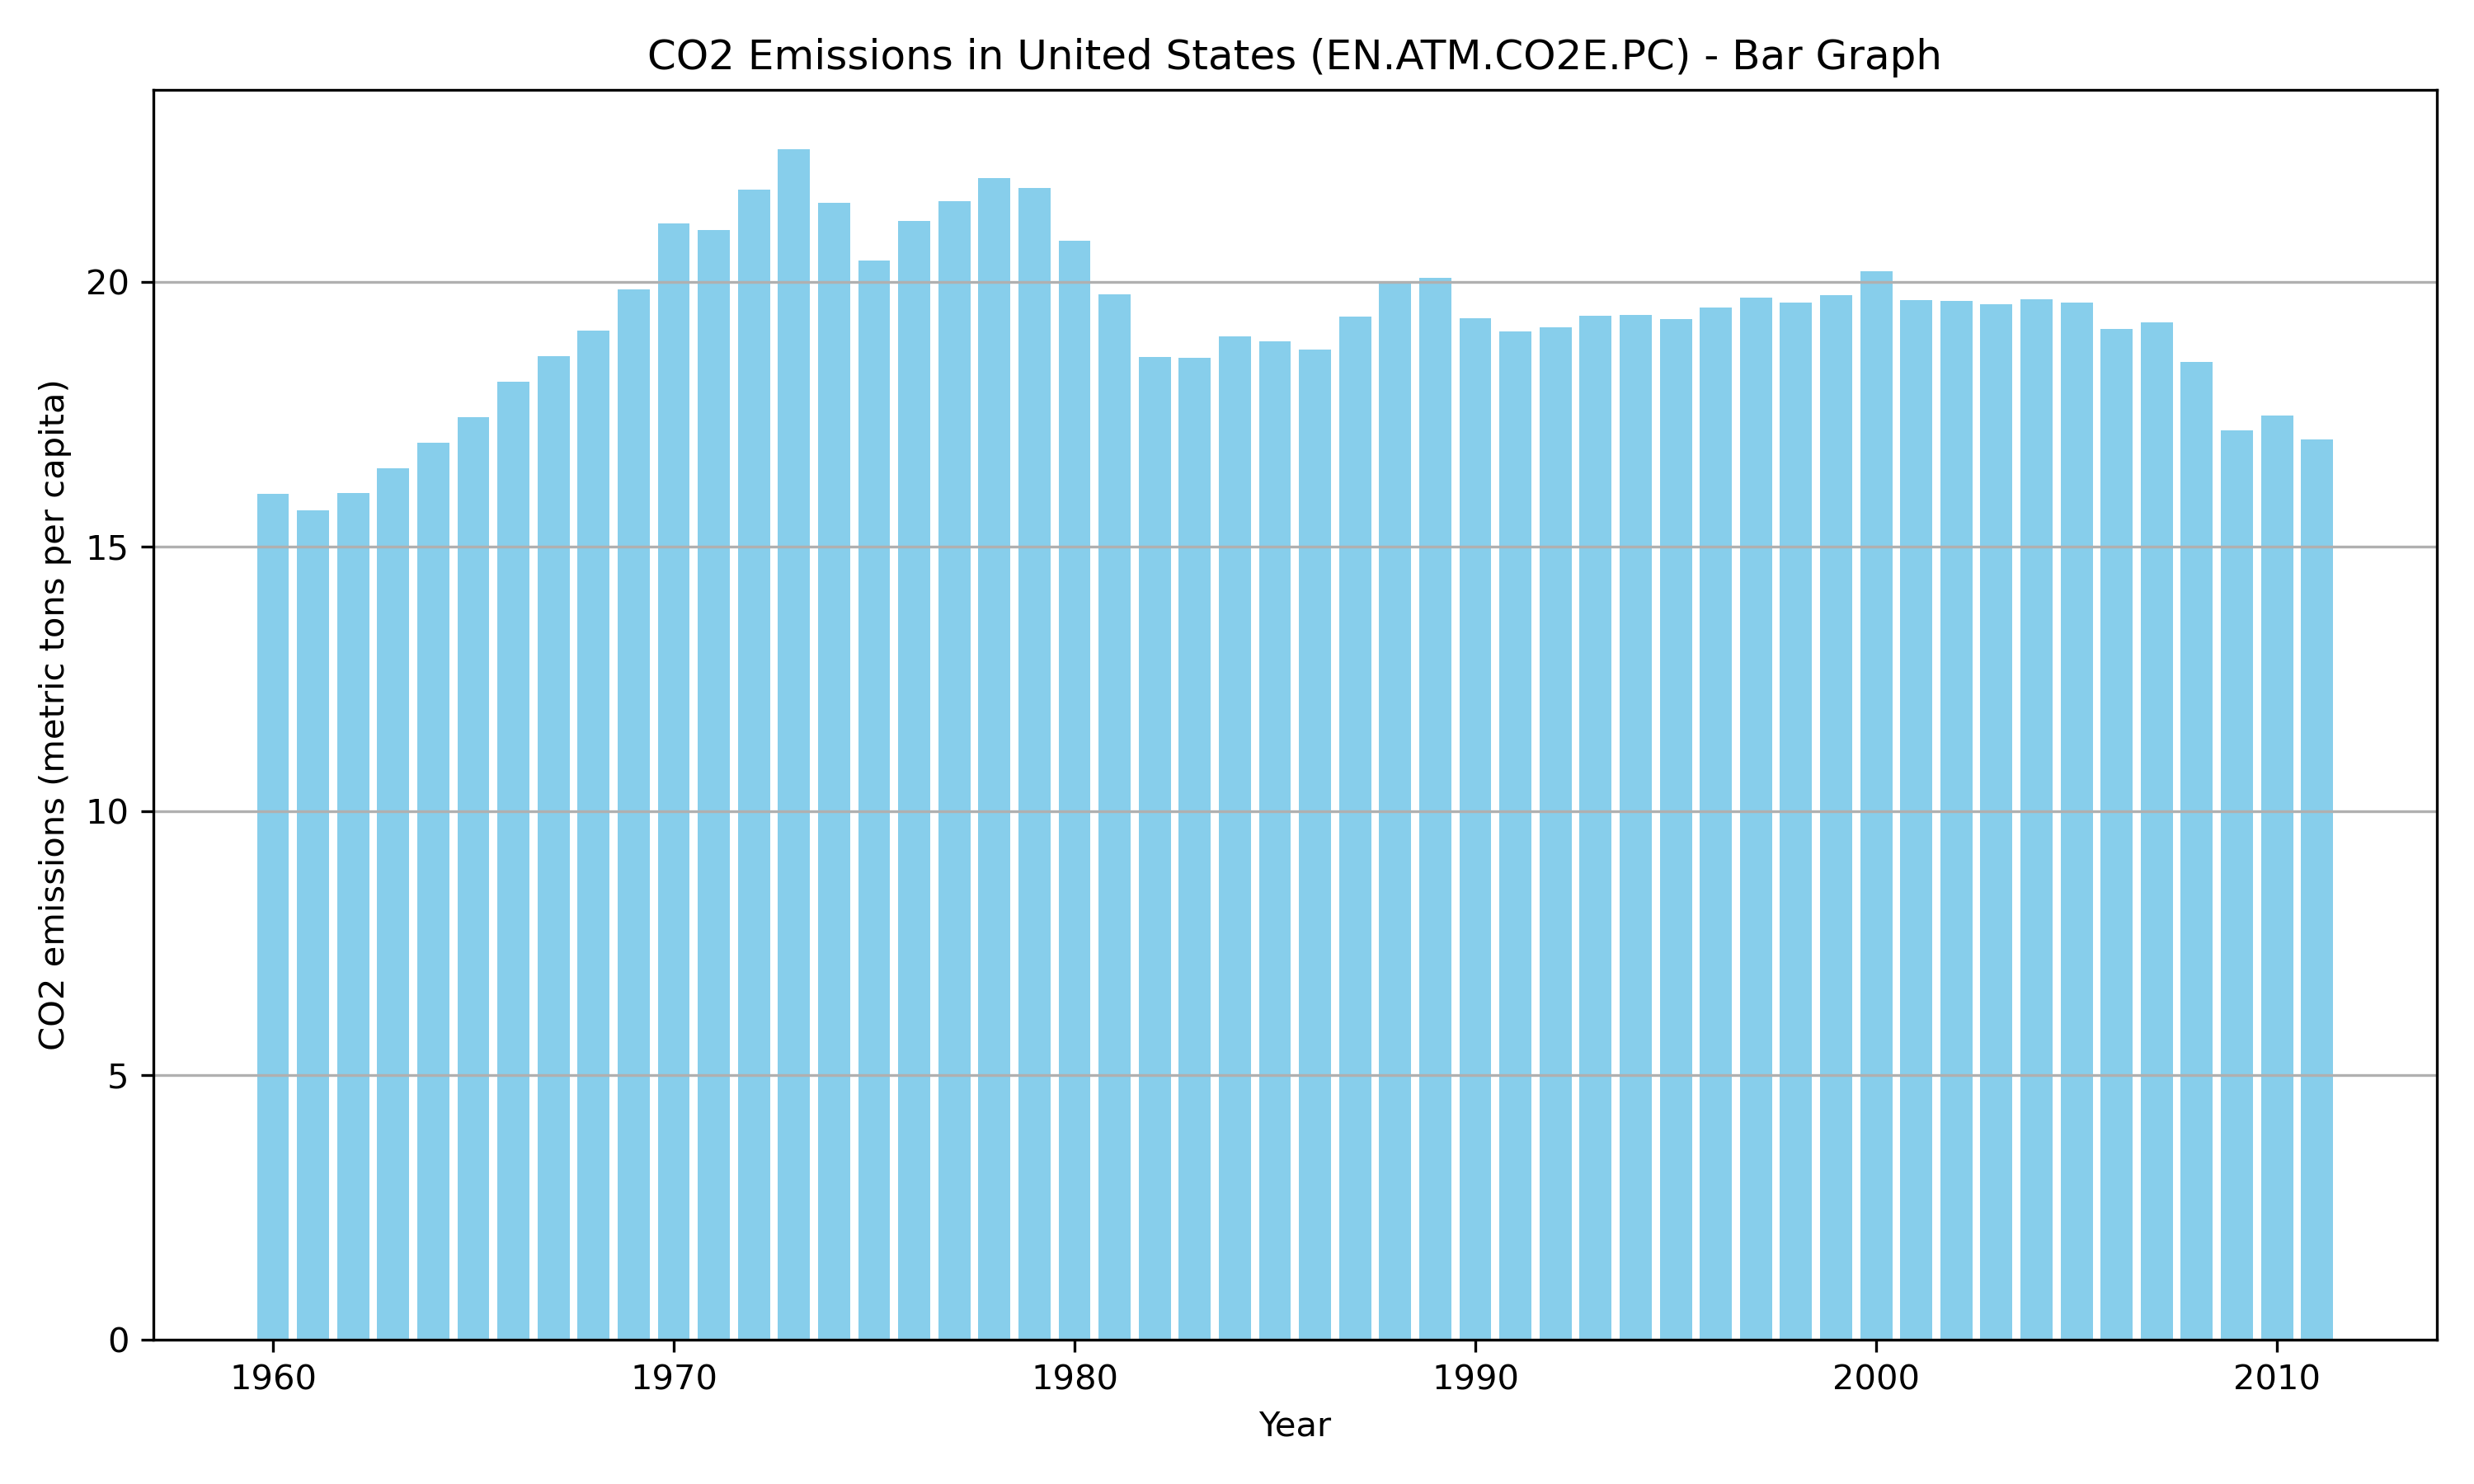 CO2 Emissions in United States (EN.ATM.CO2E.PC) - Bar Graph
CO2 emissions (metric tons per capita)
20
15
10
5
0
1960 1970 1980 1990 2000 2010
Year